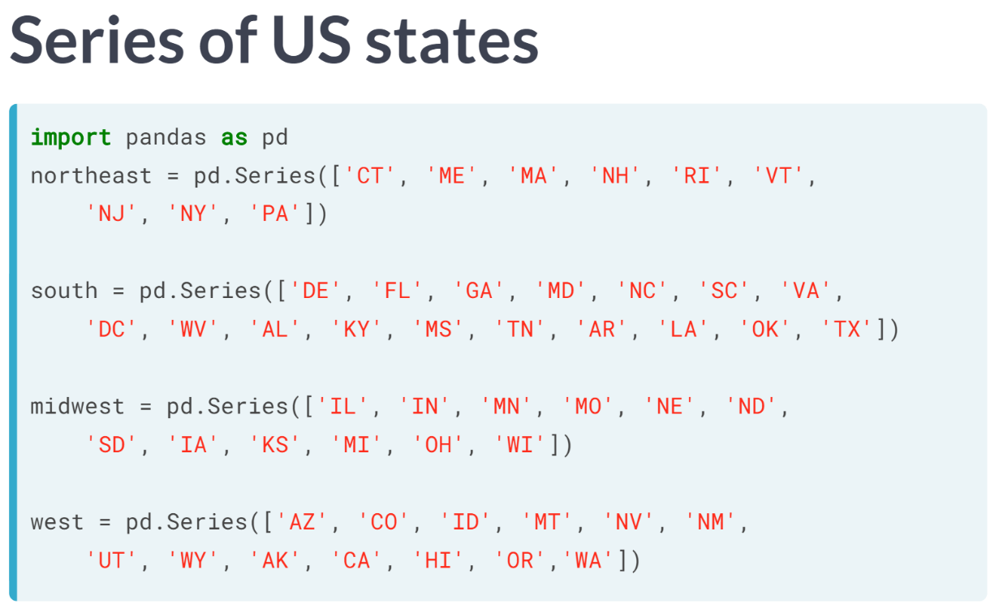 Series of US states
import pandas as pd
northeast = pd.Series(['CT', 'ME', 'MA', 'NH', 'RI', 'VT',
    'NJ', 'NY', 'PA'])
south = pd.Series(['DE', 'FL', 'GA', 'MD', 'NC', 'SC', 'VA',
    'DC', 'WV', 'AL', 'KY', 'MS', 'TN', 'AR', 'LA', 'OK', 'TX'])
midwest = pd.Series(['IL', 'IN', 'MN', 'MO', 'NE', 'ND',
    'SD', 'IA', 'KS', 'MI', 'OH', 'WI'])
west = pd.Series(['AZ', 'CO', 'ID', 'MT', 'NV', 'NM',
    'UT', 'WY', 'AK', 'CA', 'HI', 'OR','WA'])